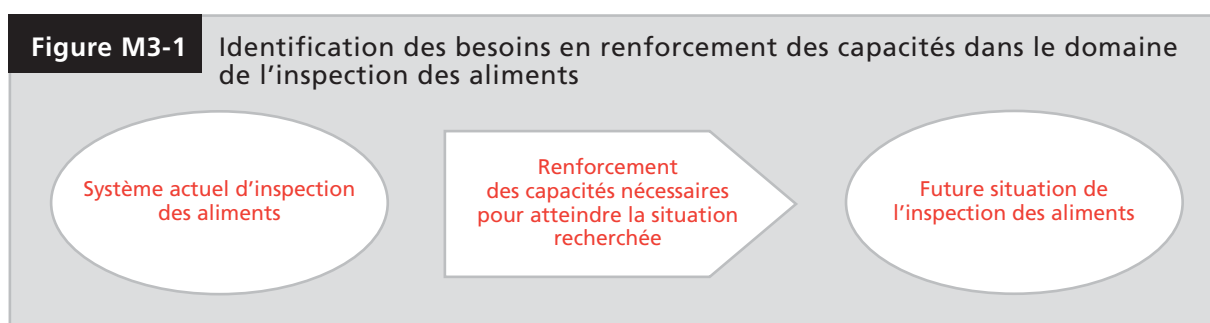 Figure M3-1
Identification des besoins en renforcement des capacités dans le domaine
de l’inspection des aliments
Système actuel d’inspection
des aliments
Renforcement
des capacités nécessaires
pour atteindre la situation
recherchée
Future situation de
l’inspection des aliments